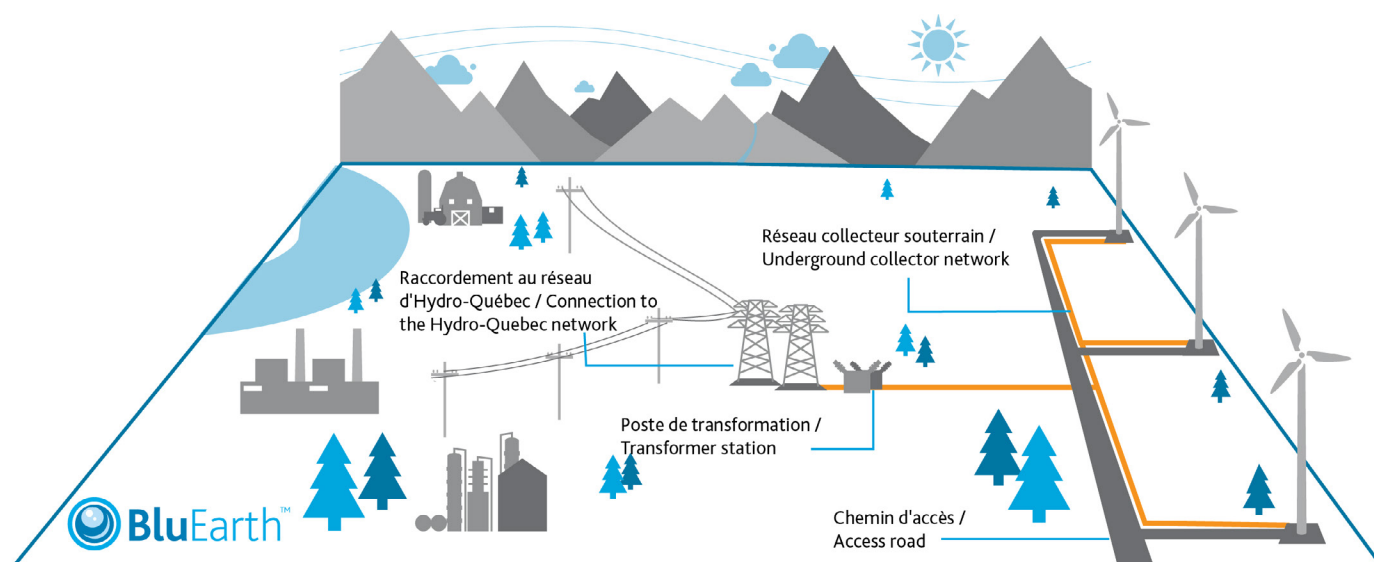 Réseau collecteur souterrain /
Underground collector network
Raccordement au réseau
d'Hydro-Québec / Connection to
the Hydro-Quebec network
Poste de transformation /
Transformer station
Chemin d'accès /
Access road
BluEarth™